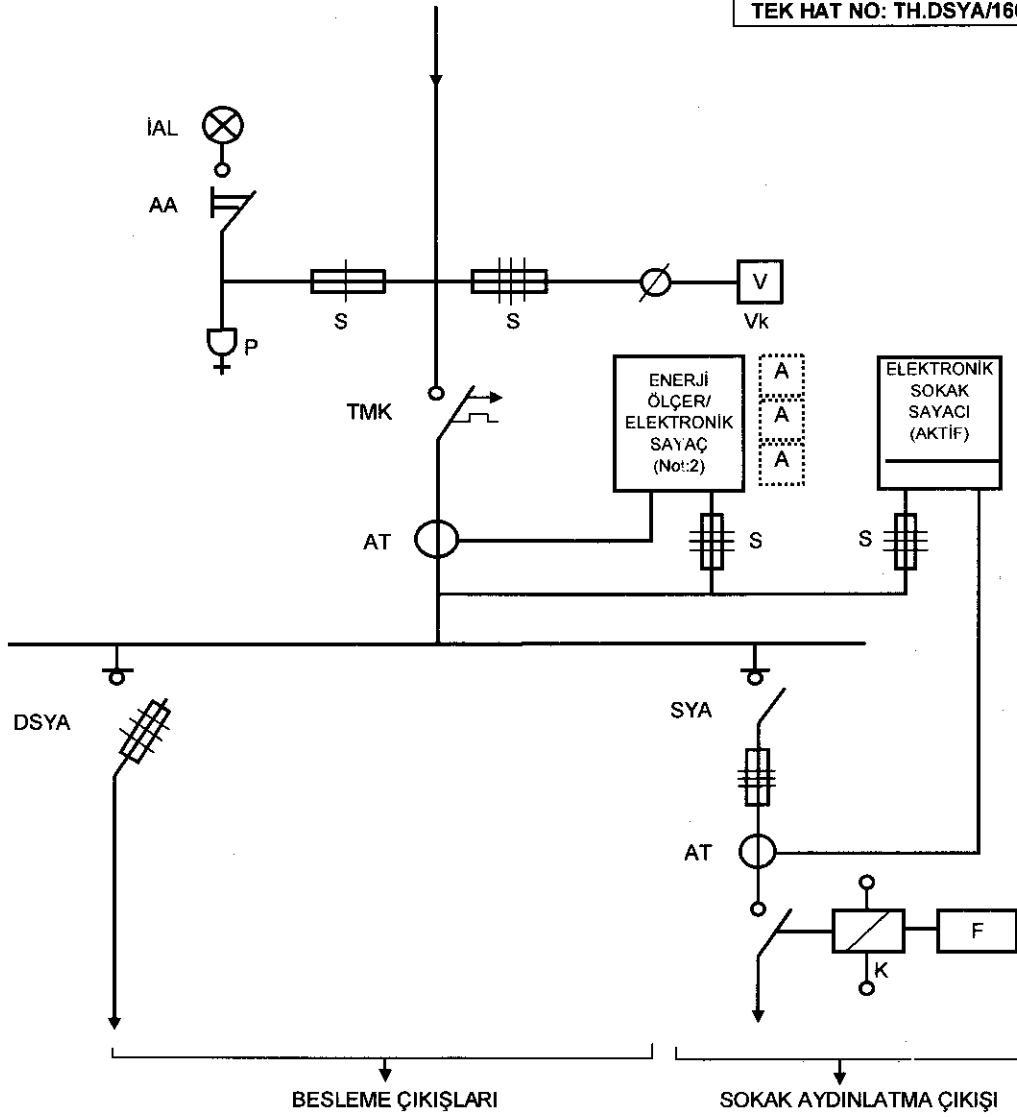 TEK HAT NO: TH.DSYA/160
İAL
AA
S
S
V
Vk
P
TMK
ENERJİ
ÖLÇER/
ELEKTRONİK
SAYAÇ
(Not:2)
A
A
A
ELEKTRONİK
SOKAK
SAYACI
(AKTİF)
AT
S
S
DSYA
SYA
AT
F
K
BESLEME ÇIKIŞLARI
SOKAK AYDINLATMA ÇIKIŞI